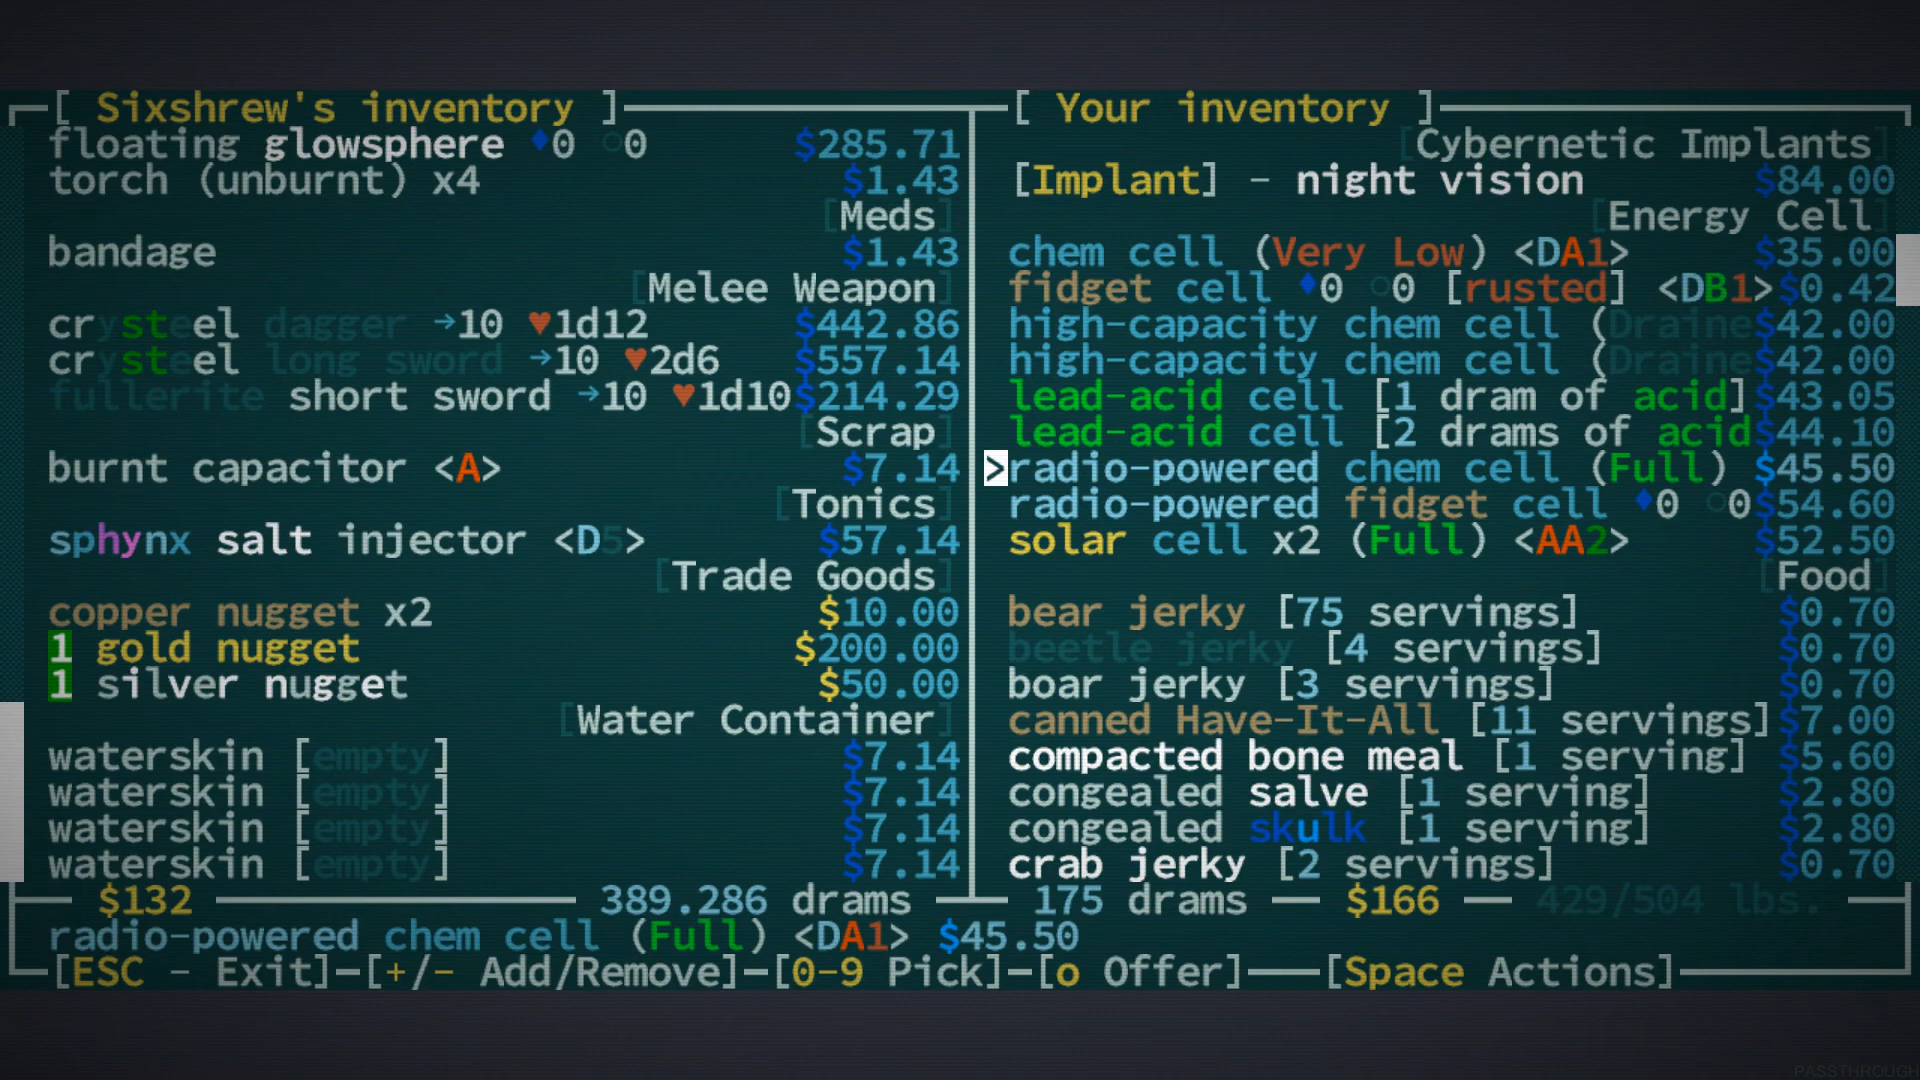 [ Sixshrew's inventory ]
floating glowsphere ♦0 ○0 $285.71
torch (unburnt) x4 $1.43
[Meds]
bandage $1.43
[Melee Weapon]
crysteel dagger →10 ♥1d12 $442.86
crysteel long sword →10 ♥2d6 $557.14
fullerite short sword →10 ♥1d10 $214.29
[Scrap]
burnt capacitor <A> $7.14
[Tonics]
sphynx salt injector <D5> $57.14
[Trade Goods]
copper nugget x2 $10.00
1 gold nugget $200.00
1 silver nugget $50.00
[Water Container]
waterskin [empty] $7.14
waterskin [empty] $7.14
waterskin [empty] $7.14
waterskin [empty] $7.14
[ Your inventory ]
[Cybernetic Implants]
[Implant] - night vision $84.00
[Energy Cell]
chem cell (Very Low) <DA1> $35.00
fidget cell ♦0 ○0 [rusted] <DB1> $0.42
high-capacity chem cell (Draine $42.00
high-capacity chem cell (Draine $42.00
lead-acid cell [1 dram of acid] $43.05
lead-acid cell [2 drams of acid $44.10
>radio-powered chem cell (Full) $45.50
radio-powered fidget cell ♦0 ○0 $54.60
solar cell x2 (Full) <AA2> $52.50
[Food]
bear jerky [75 servings] $0.70
beetle jerky [4 servings] $0.70
boar jerky [3 servings] $0.70
canned Have-It-All [11 servings] $7.00
compacted bone meal [1 serving] $5.60
congealed salve [1 serving] $2.80
congealed skulk [1 serving] $2.80
crab jerky [2 servings] $0.70
$132 389.286 drams 175 drams $166 429/504 lbs.
radio-powered chem cell (Full) <DA1> $45.50
[ESC - Exit] [+/- Add/Remove] [0-9 Pick] [o Offer] [Space Actions]
PASSTHROUGH